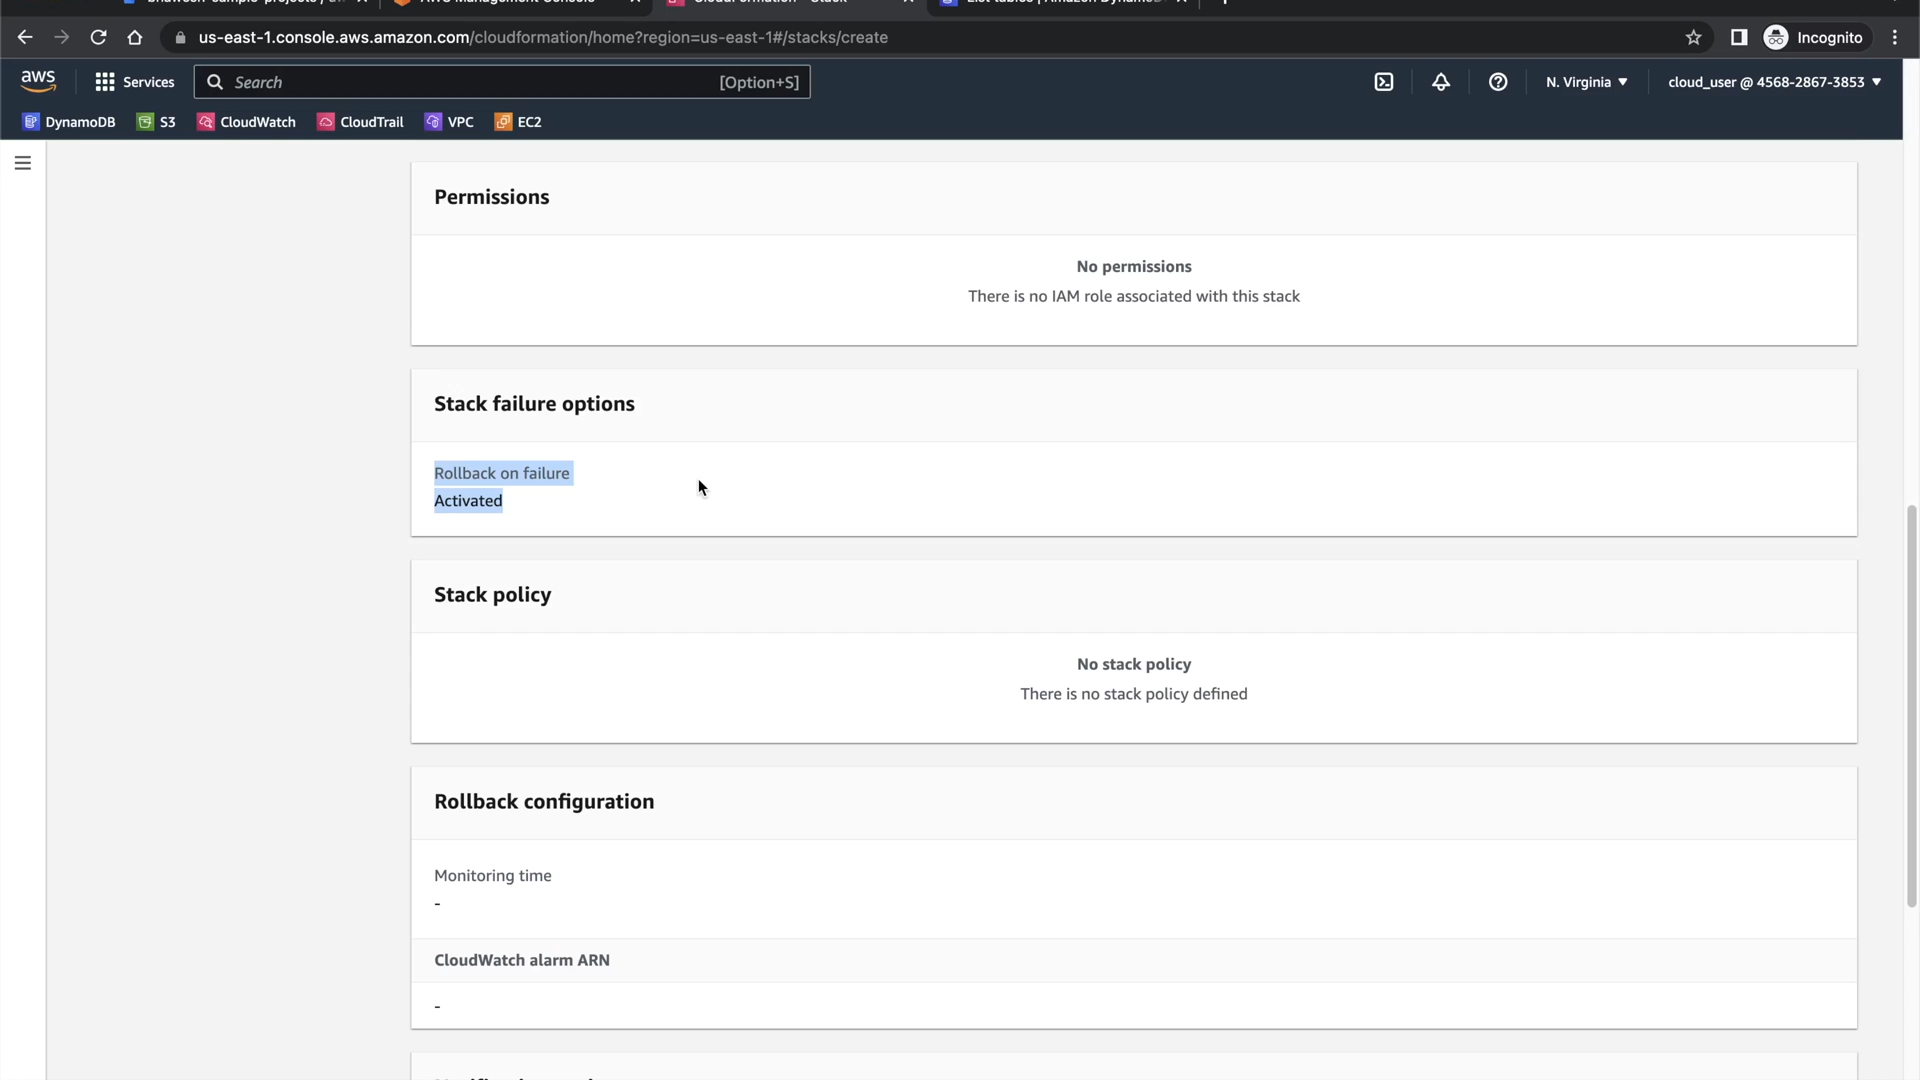 AWS Management Console
us-east-1.console.aws.amazon.com/cloudformation/home?region=us-east-1#/stacks/create
Incognito
aws
Services
Search
[Option+S]
N. Virginia
cloud_user @ 4568-2867-3853
DynamoDB
S3
CloudWatch
CloudTrail
VPC
EC2
Permissions
No permissions
There is no IAM role associated with this stack
Stack failure options
Rollback on failure
Activated
Stack policy
No stack policy
There is no stack policy defined
Rollback configuration
Monitoring time
-
CloudWatch alarm ARN
-